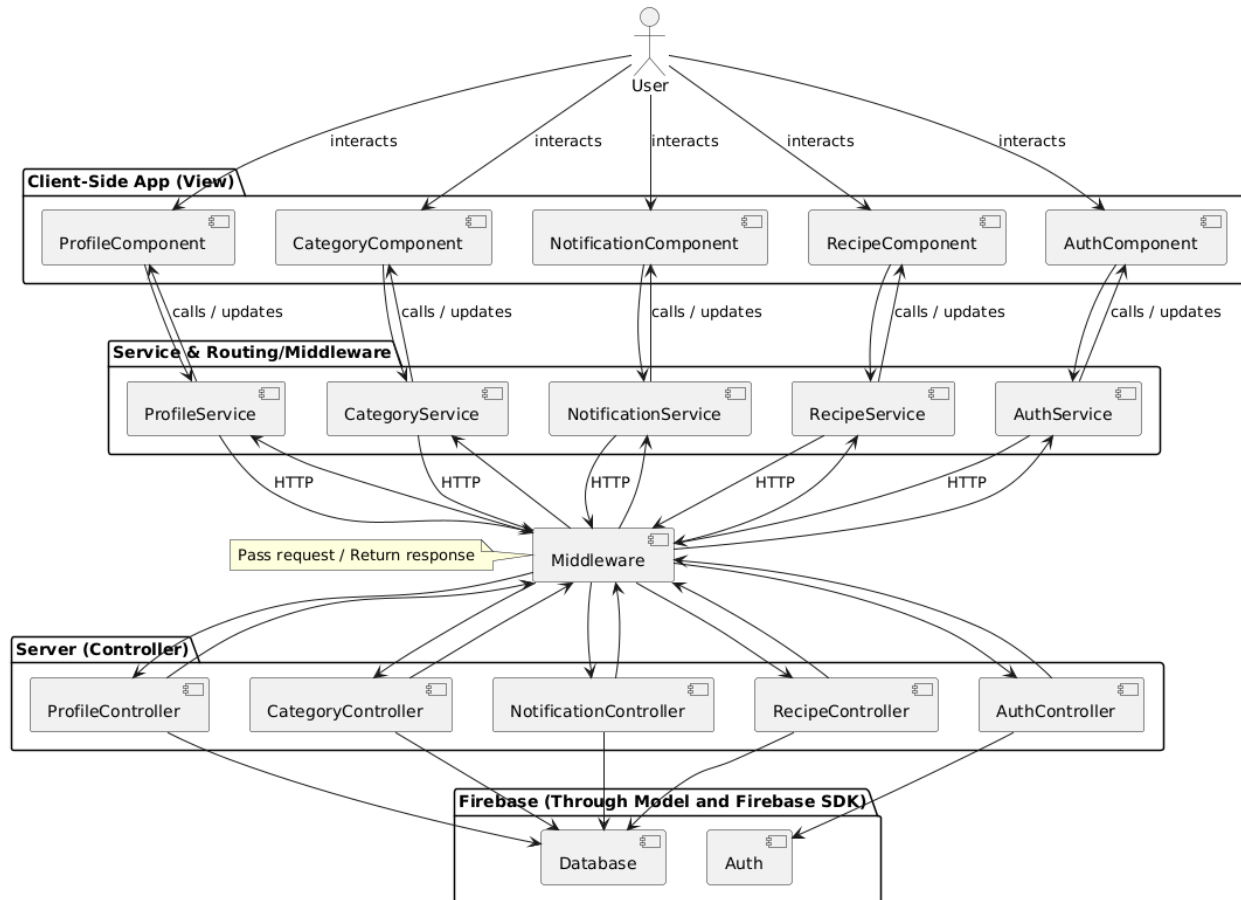 User
interacts
interacts
interacts
interacts
interacts
Client-Side App (View)
ProfileComponent
CategoryComponent
NotificationComponent
RecipeComponent
AuthComponent
calls / updates
calls / updates
calls / updates
calls / updates
calls / updates
Service & Routing/Middleware
ProfileService
CategoryService
NotificationService
RecipeService
AuthService
HTTP
HTTP
HTTP
HTTP
HTTP
Pass request / Return response
Middleware
Server (Controller)
ProfileController
CategoryController
NotificationController
RecipeController
AuthController
Firebase (Through Model and Firebase SDK)
Database
Auth